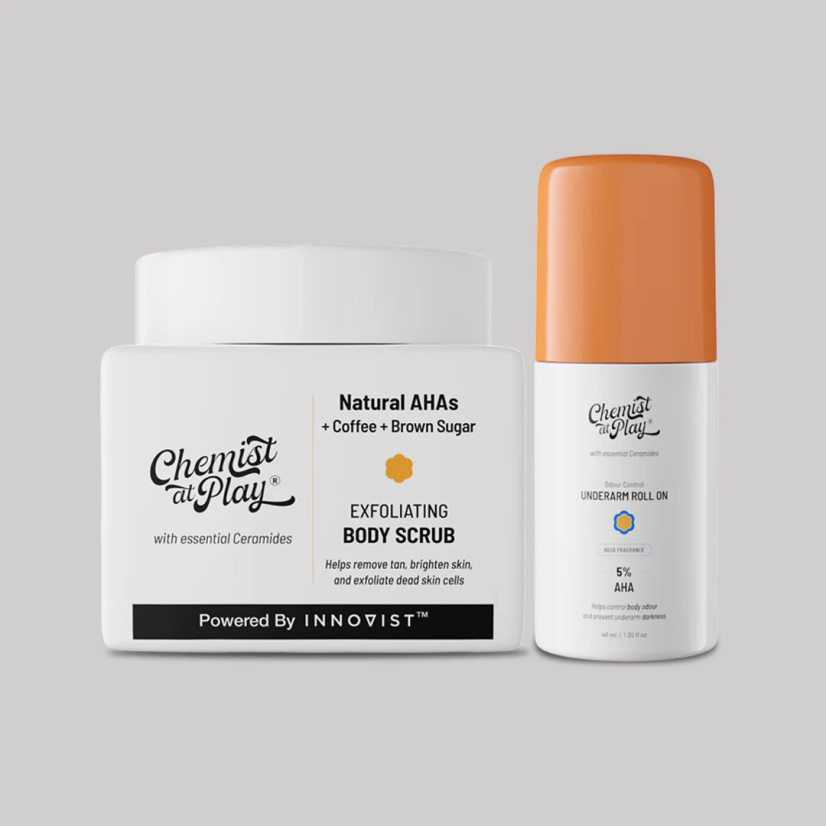 Chemist
at Play®
with essential Ceramides
Natural AHAs
+ Coffee + Brown Sugar
EXFOLIATING
BODY SCRUB
Helps remove tan, brighten skin,
and exfoliate dead skin cells
Powered By INNOVIST™
Chemist
at Play®
with essential Ceramides
Odour Control
UNDERARM ROLL ON
AQUA FRAGRANCE
5%
AHA
Helps control body odour
and prevent underarm darkness
40 ml | 1.35 fl oz